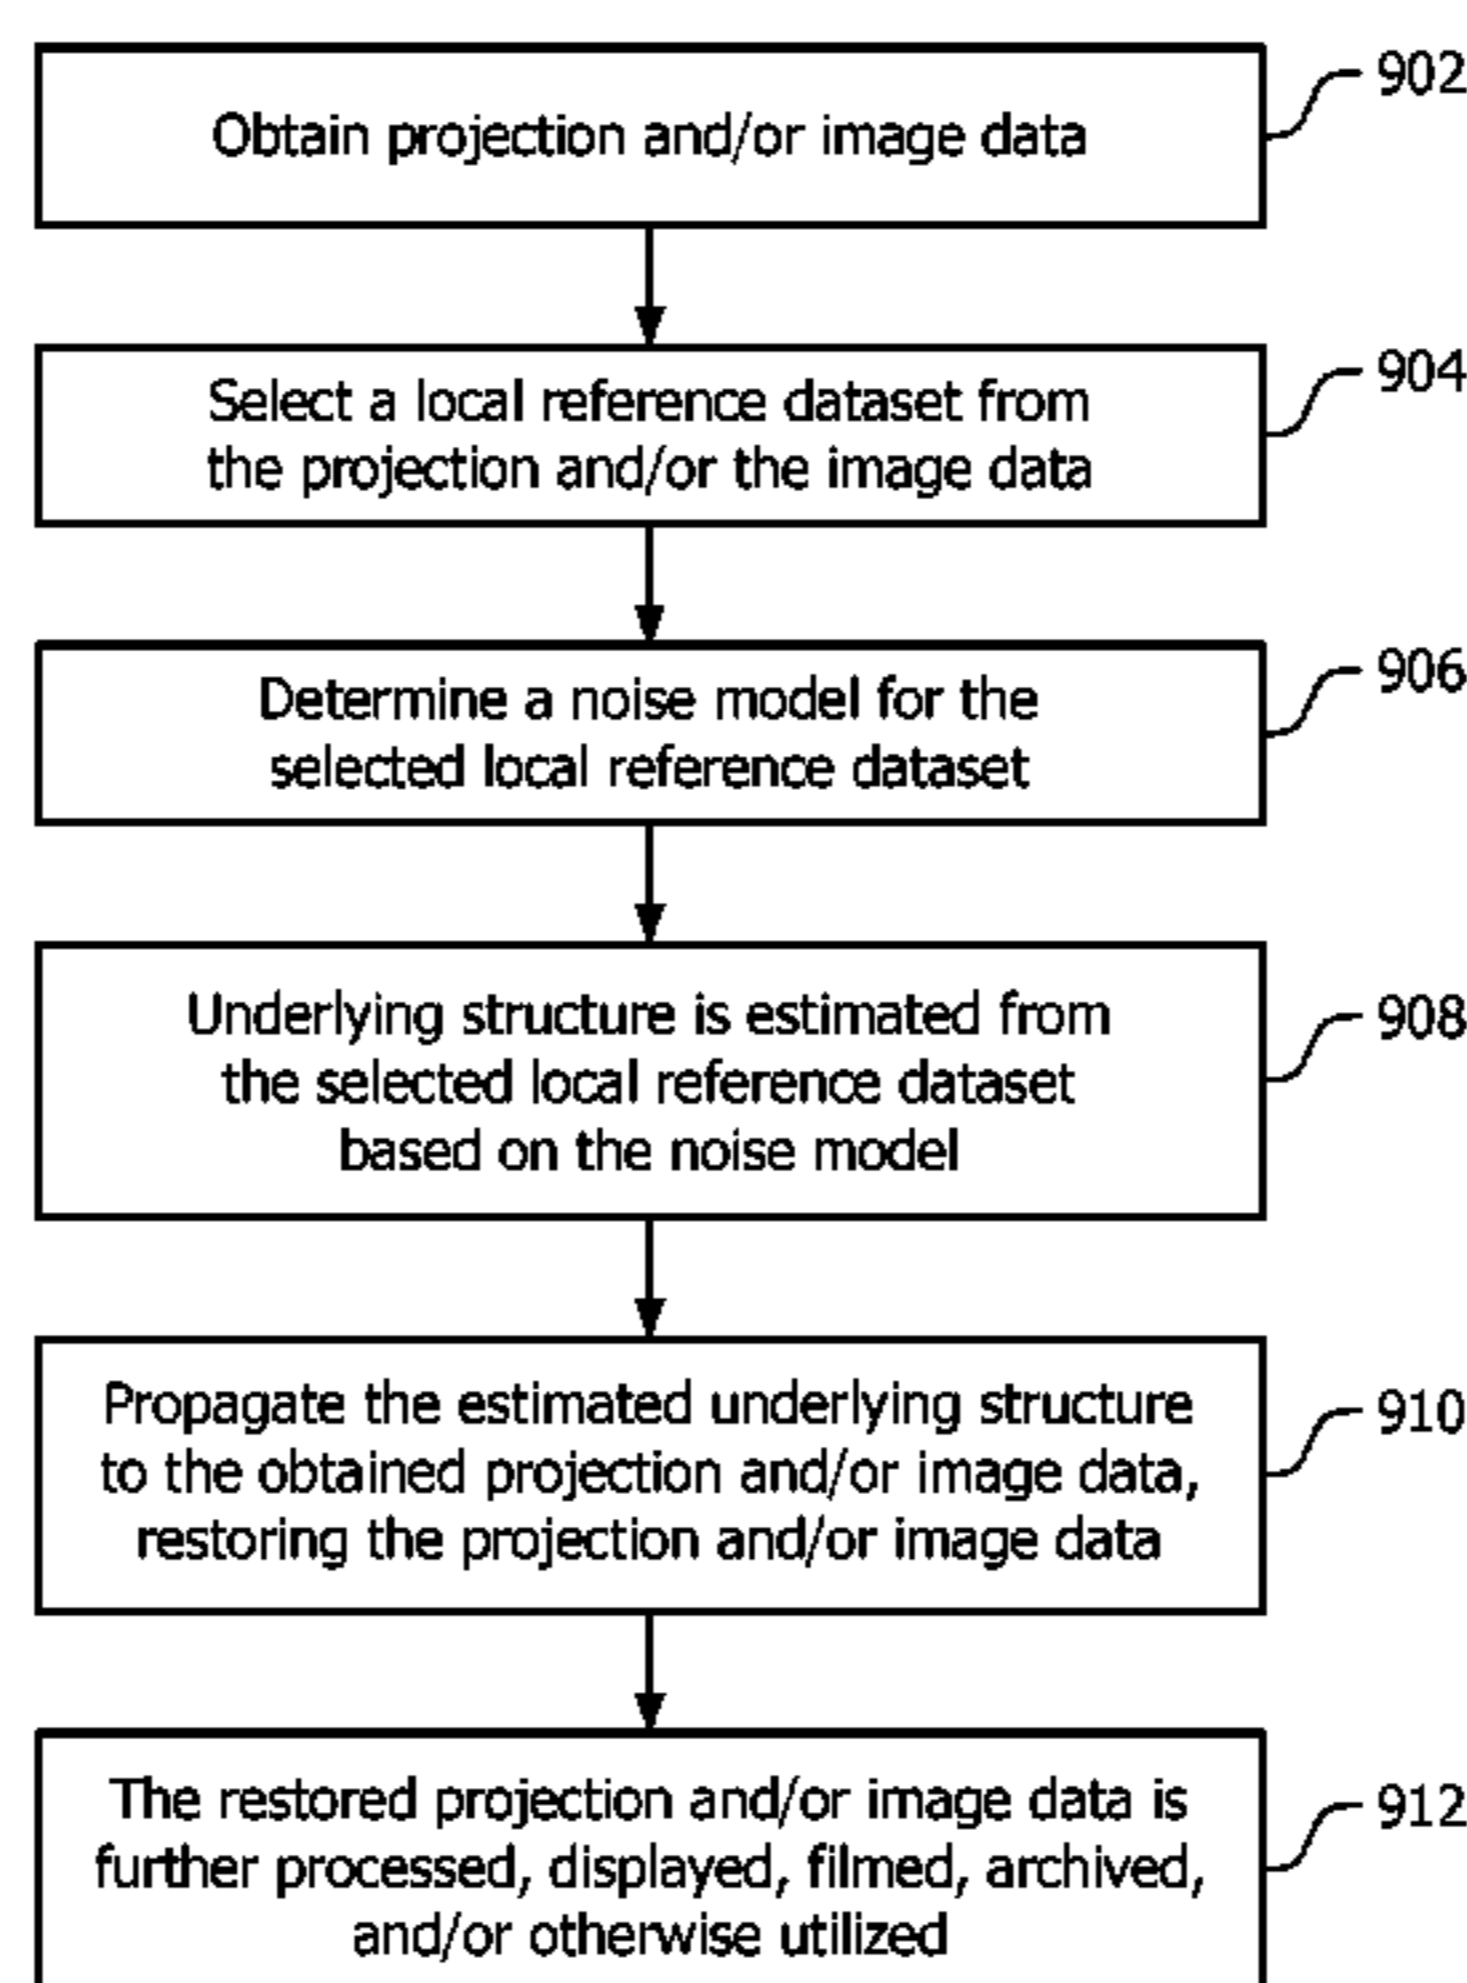 902
Obtain projection and/or image data
904
Select a local reference dataset from
the projection and/or the image data
906
Determine a noise model for the
selected local reference dataset
908
Underlying structure is estimated from
the selected local reference dataset
based on the noise model
910
Propagate the estimated underlying structure
to the obtained projection and/or image data,
restoring the projection and/or image data
912
The restored projection and/or image data is
further processed, displayed, filmed, archived,
and/or otherwise utilized